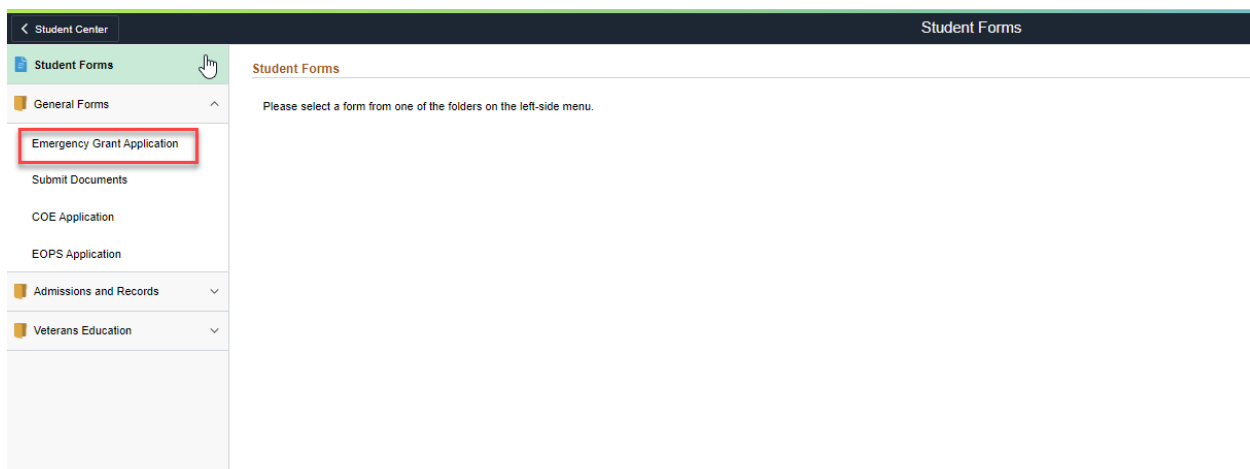 Student Center
Student Forms
Student Forms
General Forms
Emergency Grant Application
Submit Documents
COE Application
EOPS Application
Admissions and Records
Veterans Education
Student Forms
Please select a form from one of the folders on the left-side menu.